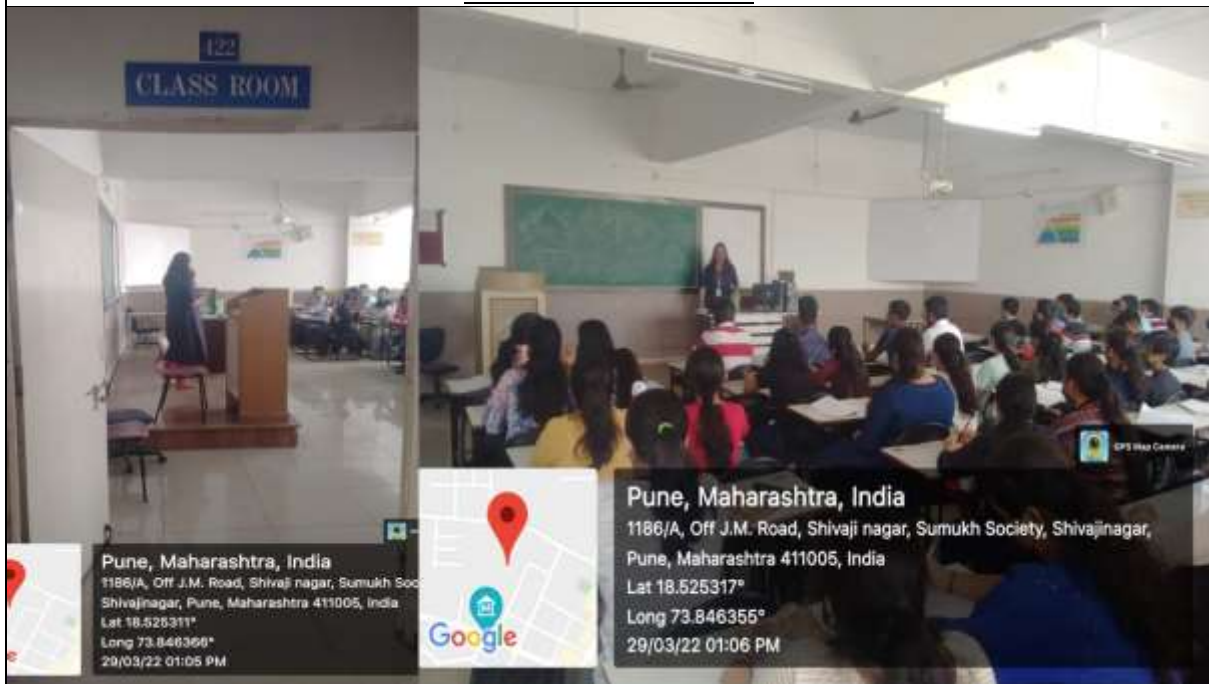 422
CLASS ROOM
Pune, Maharashtra, India
1186/A, Off J.M. Road, Shivaji nagar, Sumukh Soc
Shivajinagar, Pune, Maharashtra 411005, India
Lat 18.525311°
Long 73.846366°
29/03/22 01:05 PM
GPS Map Camera
Google
Pune, Maharashtra, India
1186/A, Off J.M. Road, Shivaji nagar, Sumukh Society, Shivajinagar,
Pune, Maharashtra 411005, India
Lat 18.525317°
Long 73.846355°
29/03/22 01:06 PM